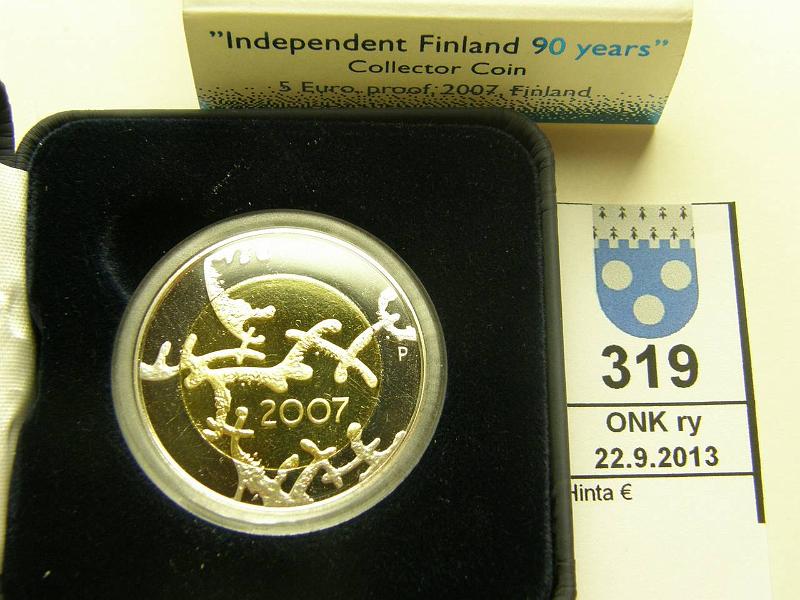 "Independent Finland 90 years"
Collector Coin
5 Euro, proof, 2007, Finland
P
2007
319
ONK ry
22.9.2013
Hinta €